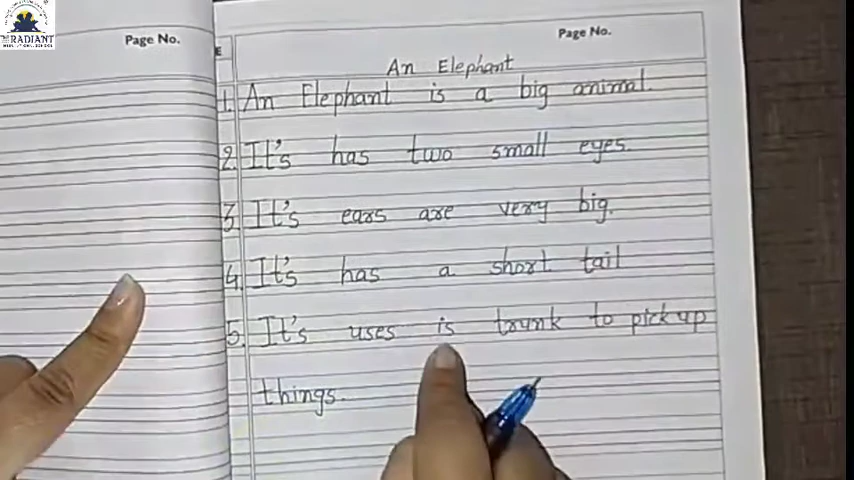 THE RADIANT
Page No.
E
Page No.
An Elephant
1. An Elephant is a big animal.
2. It's has two small eyes.
3. It's ears are very big.
4. It's has a short tail
5. It's uses is trunk to pick up
things.